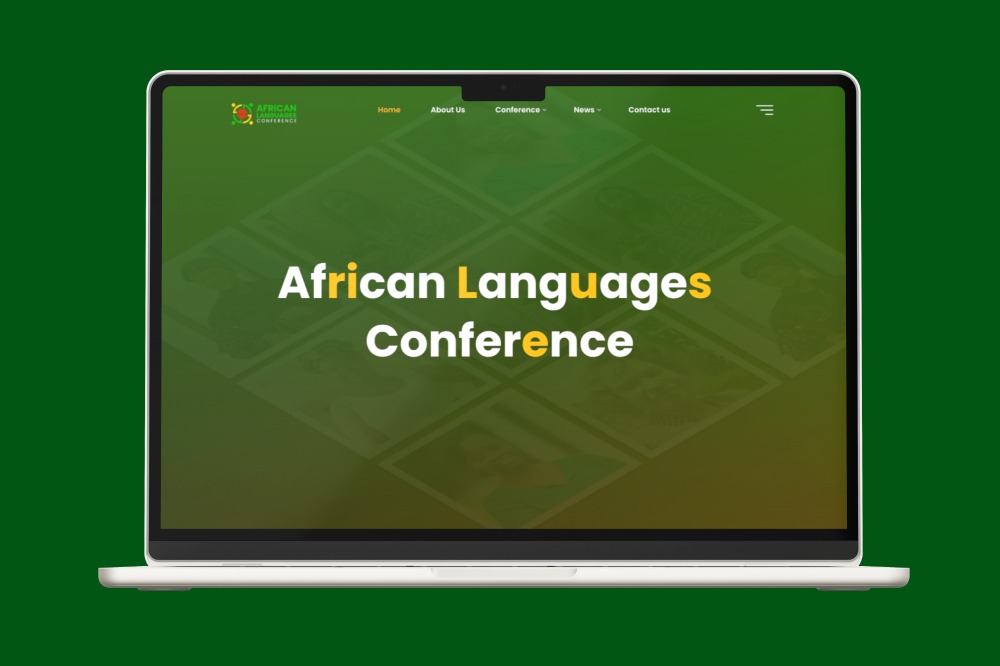 AFRICAN
LANGUAGES
CONFERENCE
Home
About Us
Conference
News
Contact us
African Languages
Conference